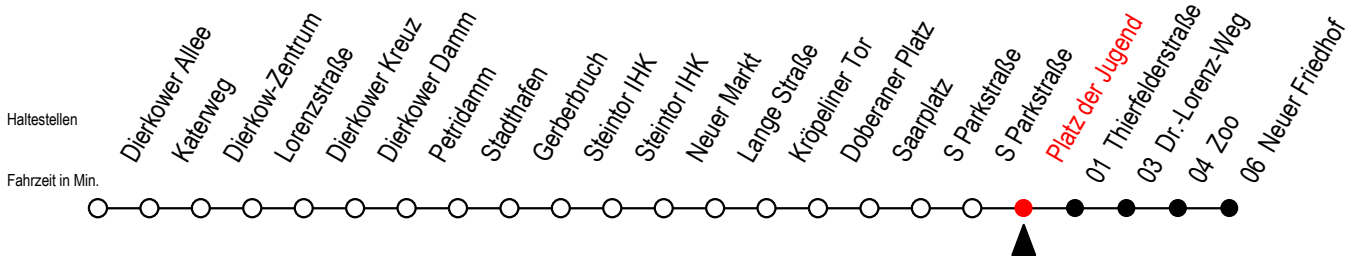 Haltestellen
Fahrzeit in Min.
Dierkower Allee
Katerweg
Dierkow-Zentrum
Lorenzstraße
Dierkower Kreuz
Dierkower Damm
Petridamm
Stadthafen
Gerberbruch
Steintor IHK
Steintor IHK
Neuer Markt
Lange Straße
Kröpeliner Tor
Doberaner Platz
Saarplatz
S Parkstraße
S Parkstraße
Platz der Jugend
01 Thierfelderstraße
03 Dr.-Lorenz-Weg
04 Zoo
06 Neuer Friedhof